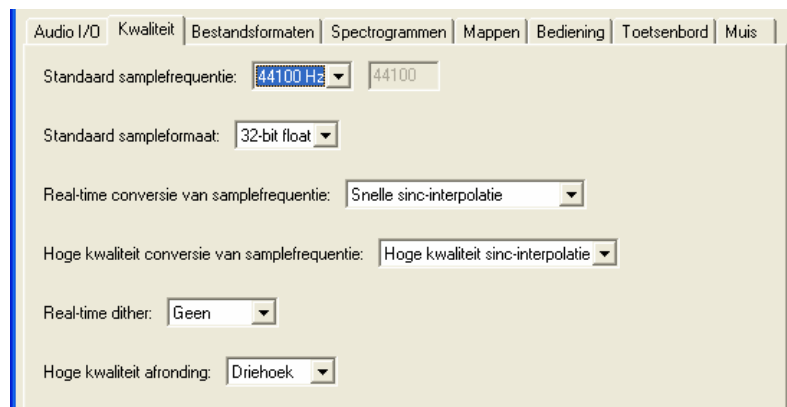 Audio I/O Kwaliteit Bestandsformaten Spectrogrammen Mappen Bediening Toetsenbord Muis
Standaard samplefrequentie: 44100 Hz 44100
Standaard sampleformaat: 32-bit float
Real-time conversie van samplefrequentie: Snelle sinc-interpolatie
Hoge kwaliteit conversie van samplefrequentie: Hoge kwaliteit sinc-interpolatie
Real-time dither: Geen
Hoge kwaliteit afronding: Driehoek